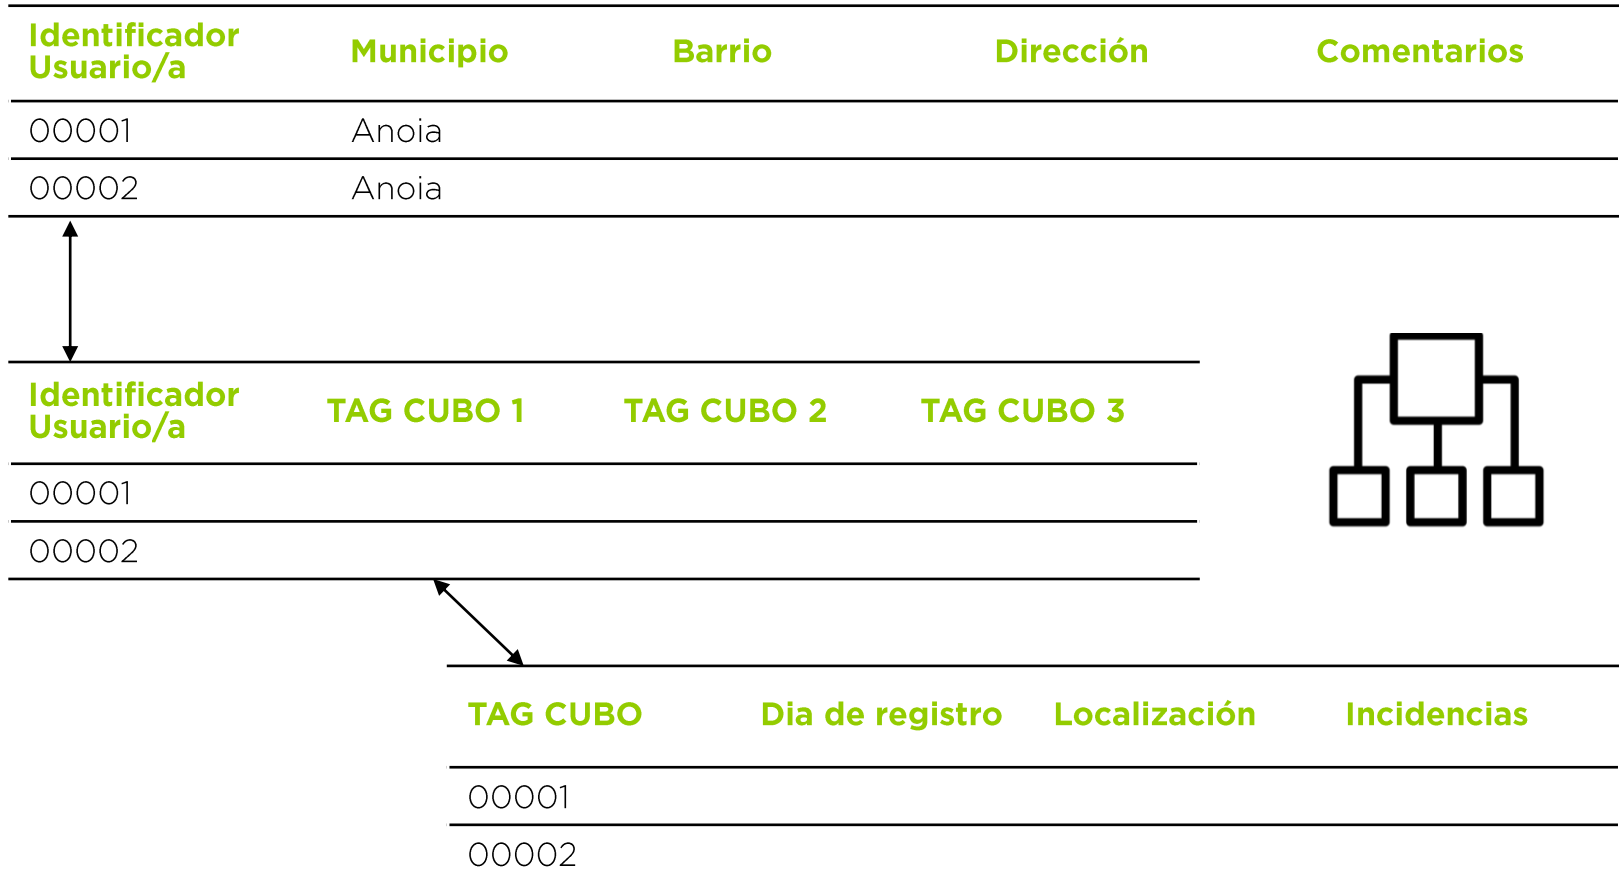 Identificador
Usuario/a
Municipio
Barrio
Dirección
Comentarios
00001 Anoia
00002 Anoia
Identificador
Usuario/a
TAG CUBO 1
TAG CUBO 2
TAG CUBO 3
00001
00002
TAG CUBO
Dia de registro
Localización
Incidencias
00001
00002